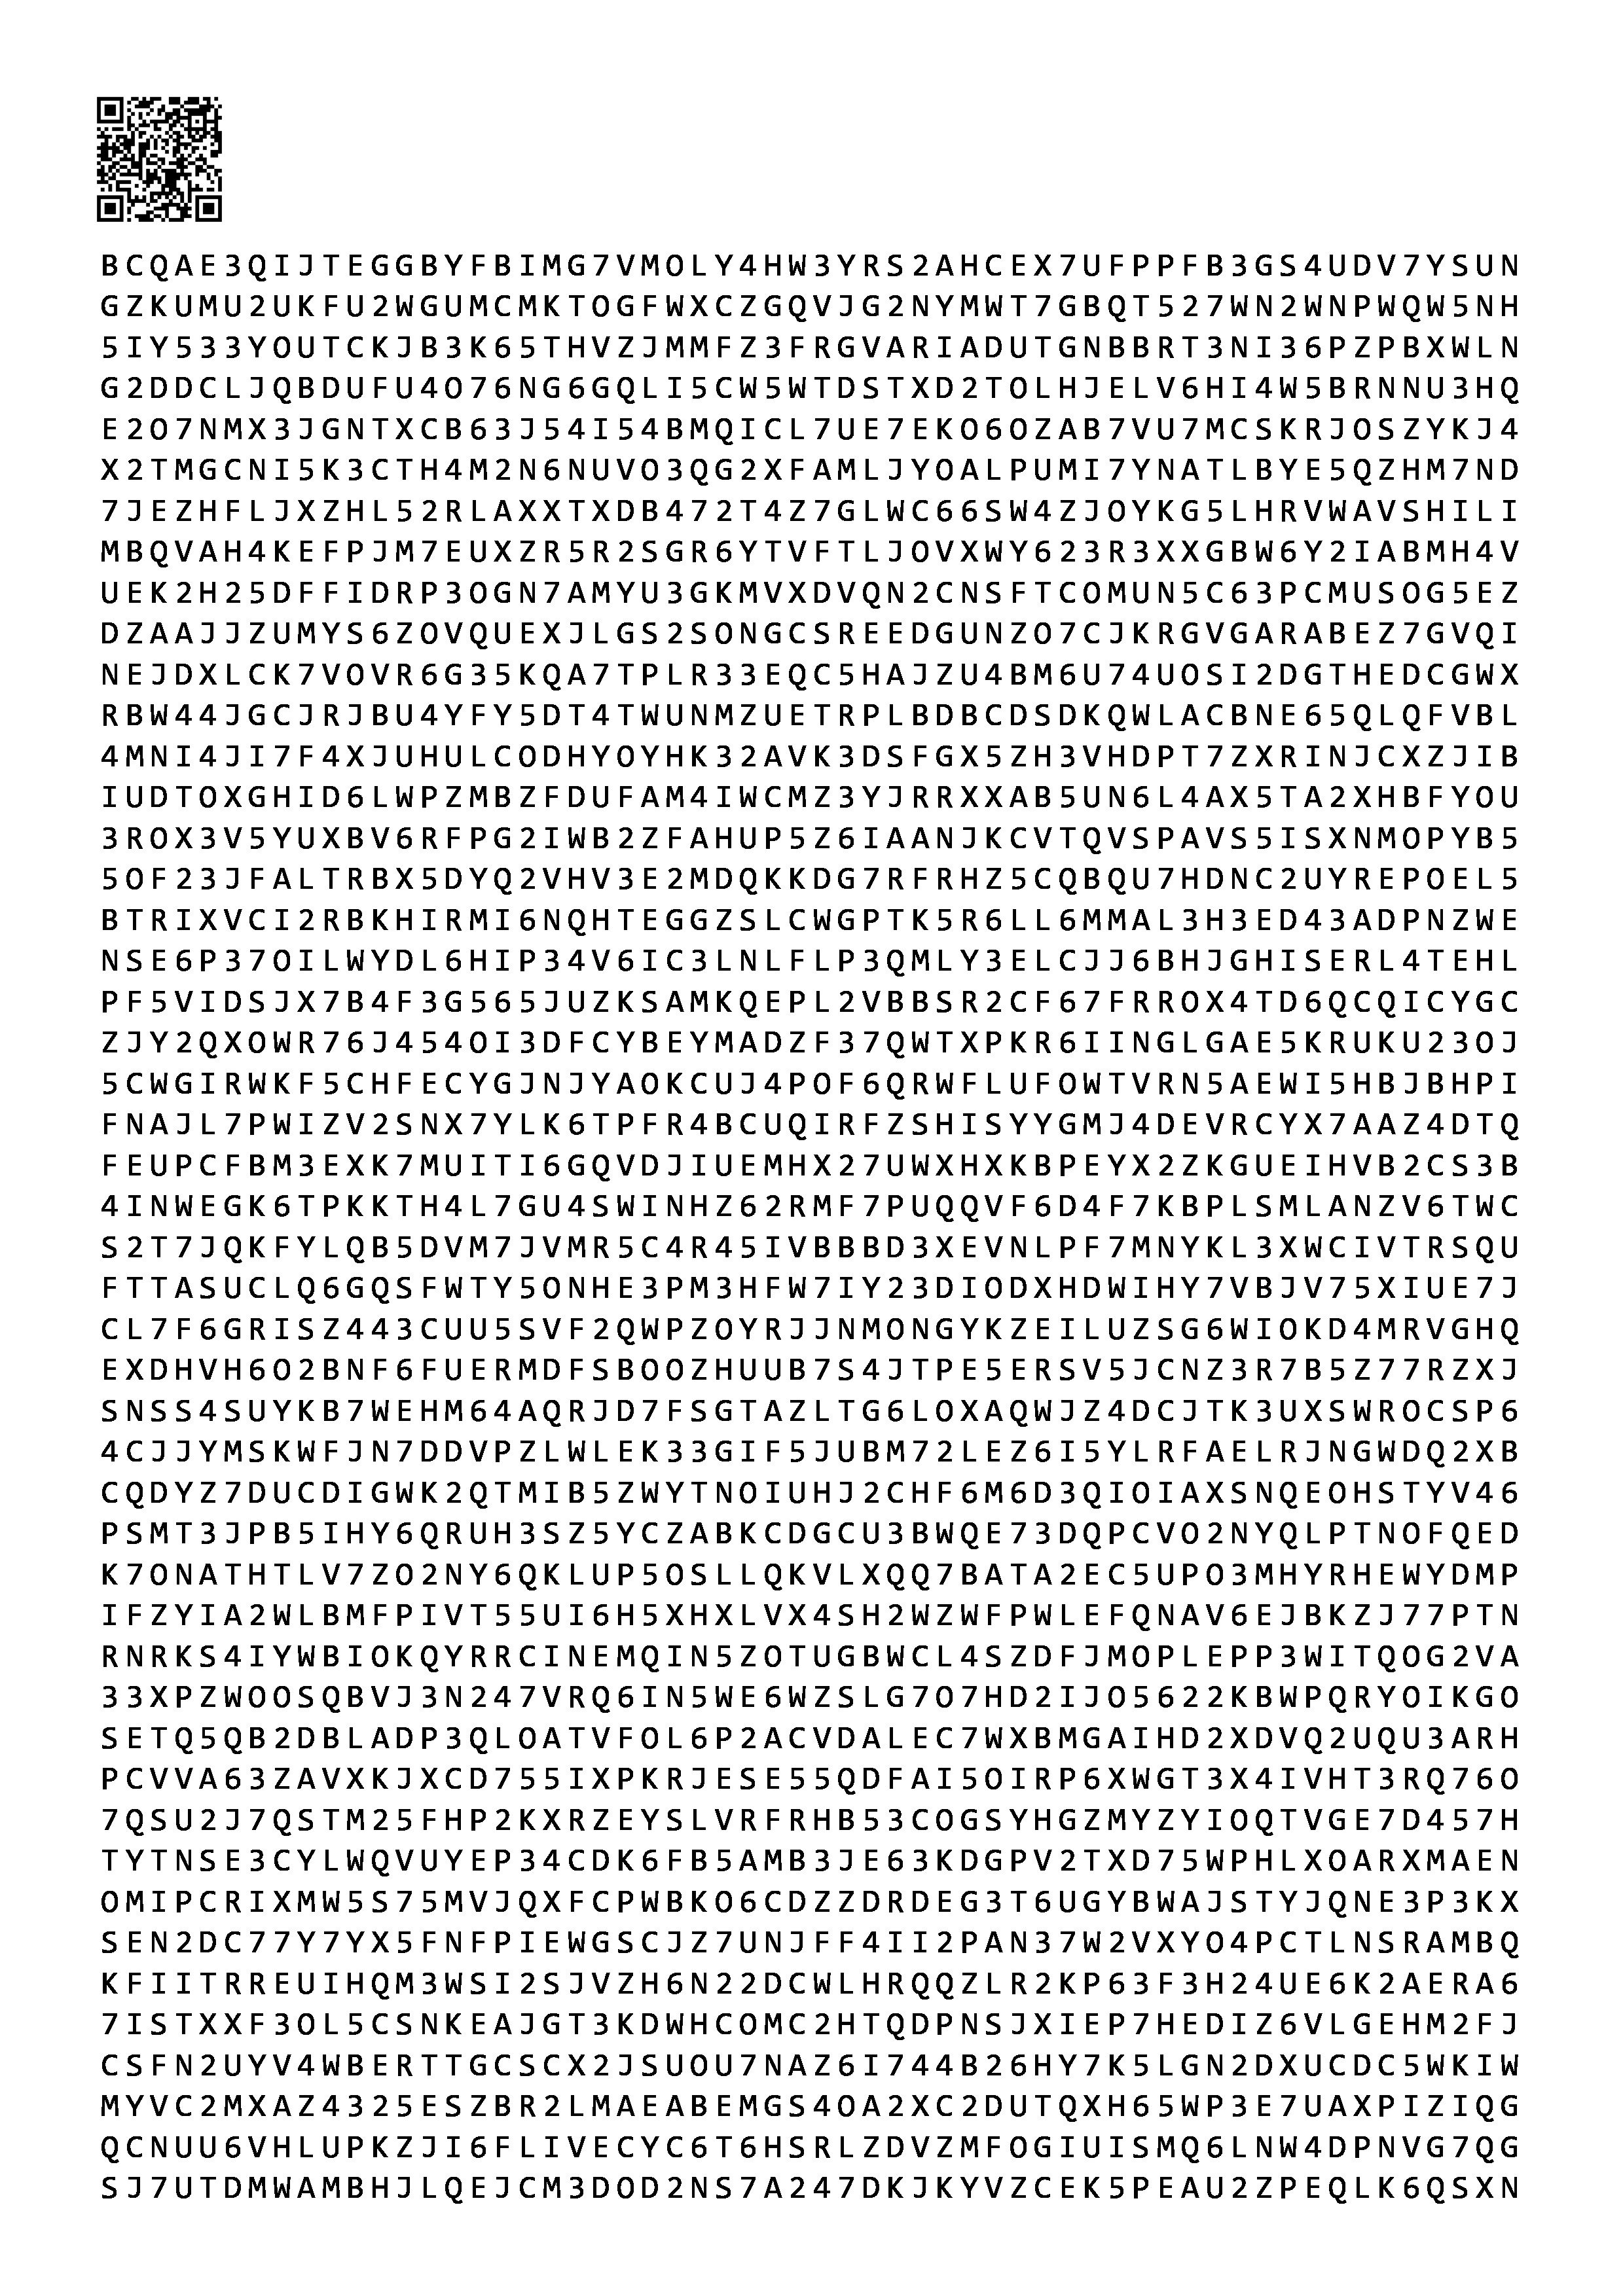 BCQAE3QIJTEGGBYFBIMG7VMOLY4HW3YRS2AHCEX7UFPPFB3GS4UDV7YSUN
GZKUMU2UKFU2WGUMCMKTOGFWXCZGQVJG2NYMWT7GBQT527WN2WNPWQW5NH
5IY533YOUTCKJB3K65THVZJMMFZ3FRGVARIADUTGNBBRT3NI36PZPBXWLN
G2DDCLJQBDUFU4O76NG6GQLI5CW5WTDSTXD2TOLHJELV6HI4W5BRNNU3HQ
E2O7NMX3JGNTXCB63J54I54BMQICL7UE7EKO6OZAB7VU7MCSKRJOSZYKJ4
X2TMGCNI5K3CTH4M2N6NUVO3QG2XFAMLJYOALPUMI7YNATLBYE5QZHM7ND
7JEZHFLJXZHL52RLAXXTXDB472T4Z7GLWC66SW4ZJOYKG5LHRVWAVSHILI
MBQVAH4KEFPJM7EUXZR5R2SGR6YTVFTLJOVXWY623R3XXGBW6Y2IABMH4V
UEK2H25DFFIDRP3OGN7AMYU3GKMVXDVQN2CNSFTCOMUN5C63PCMUSOG5EZ
DZAAJJZUMYS6ZOVQUEXJLGS2SONGCSREEDGUNZO7CJKRGVGARABEZ7GVQI
NEJDXLCK7VOVR6G35KQA7TPLR33EQC5HAJZU4BM6U74UOSI2DGTHEDCGWX
RBW44JGCJRJBU4YFY5DT4TWUNMZUETRPLBDBCDSDKQWLACBNE65QLQFVBL
4MNI4JI7F4XJUHULCODHYOYHK32AVK3DSFGX5ZH3VHDPT7ZXRINJCXZJIB
IUDTOXGHID6LWPZMBZFDUFAM4IWCMZ3YJRRXXAB5UN6L4AX5TA2XHBFYOU
3ROX3V5YUXBV6RFPG2IWB2ZFAHUP5Z6IAANJKCVTQVSPAVS5ISXNMOPYB5
5OF23JFALTRBX5DYQ2VHV3E2MDQKKDG7RFRHZ5CQBQU7HDNC2UYREPOEL5
BTRIXVCI2RBKHIRMI6NQHTEGGZSLCWGPTK5R6LL6MMAL3H3ED43ADPNZWE
NSE6P37OILWYDL6HIP34V6IC3LNLFLP3QMLY3ELCJJ6BHJGHISERL4TEHL
PF5VIDSJX7B4F3G565JUZKSAMKQEPL2VBBSR2CF67FRROX4TD6QCQICYGC
ZJY2QXOWR76J454OI3DFCYBEYMADZF37QWTXPKR6IINGLGAE5KRUKU23OJ
5CWGIRWKF5CHFECYGJNJYAOKCUJ4POF6QRWFLUFOWTVRN5AEWI5HBJBHPI
FNAJL7PWIZV2SNX7YLK6TPFR4BCUQIRFZSHISYYGMJ4DEVRCYX7AAZ4DTQ
FEUPCFBM3EXK7MUITI6GQVDJIUEMHX27UWXHXKBPEYX2ZKGUEIHVB2CS3B
4INWEGK6TPKKTH4L7GU4SWINHZ62RMF7PUQQVF6D4F7KBPLSMLANZV6TWC
S2T7JQKFYLQB5DVM7JVMR5C4R45IVBBBD3XEVNLPF7MNYKL3XWCIVTRSQU
FTTASUCLQ6GQSFWTY5ONHE3PM3HFW7IY23DIODXHDWIHY7VBJV75XIUE7J
CL7F6GRISZ443CUU5SVF2QWPZOYRJJNMONGYKZEILUZSG6WIOKD4MRVGHQ
EXDHVH6O2BNF6FUERMDFSBOOZHUUB7S4JTPE5ERSV5JCNZ3R7B5Z77RZXJ
SNSS4SUYKB7WEHM64AQRJD7FSGTAZLTG6LOXAQWJZ4DCJTK3UXSWROCSP6
4CJJYMSKWFJN7DDVPZLWLEK33GIF5JUBM72LEZ6I5YLRFAELRJNGWDQ2XB
CQDYZ7DUCDIGWK2QTMIB5ZWYTNOIUHJ2CHF6M6D3QIOIAXSNQEOHSTYV46
PSMT3JPB5IHY6QRUH3SZ5YCZABKCDGCU3BWQE73DQPCVO2NYQLPTNOFQED
K7ONATHTLV7ZO2NY6QKLUP5OSLLQKVLXQQ7BATA2EC5UPO3MHYRHEWYDMP
IFZYIA2WLBMFPIVT55UI6H5XHXLVX4SH2WZWFPWLEFQNAV6EJBKZJ77PTN
RNRKS4IYWBIOKQYRRCINEMQIN5ZOTUGBWCL4SZDFJMOPLEPP3WITQOG2VA
33XPZWOOSQBVJ3N247VRQ6IN5WE6WZSLG7O7HD2IJO5622KBWPQRYOIKGO
SETQ5QB2DBLADP3QLOATVFOL6P2ACVDALEC7WXBMGAIHD2XDVQ2UQU3ARH
PCVVA63ZAVXKJXCD755IXPKRJESE55QDFAI5OIRP6XWGT3X4IVHT3RQ76O
7QSU2J7QSTM25FHP2KXRZEYSLVRFRHB53COGSYHGZMYZYIOQTVGE7D457H
TYTNSE3CYLWQVUYEP34CDK6FB5AMB3JE63KDGPV2TXD75WPHLXOARXMAEN
OMIPCRIXMW5S75MVJQXFCPWBKO6CDZZDRDEG3T6UGYBWAJSTYJQNE3P3KX
SEN2DC77Y7YX5FNFPIEWGSCJZ7UNJFF4II2PAN37W2VXYO4PCTLNSRAMBQ
KFIITRREUIHQM3WSI2SJVZH6N22DCWLHRQQZLR2KP63F3H24UE6K2AERA6
7ISTXXF3OL5CSNKEAJGT3KDWHCOMC2HTQDPNSJXIEP7HEDIZ6VLGEHM2FJ
CSFN2UYV4WBERTTGCSCX2JSUOU7NAZ6I744B26HY7K5LGN2DXUCDC5WKIW
MYVC2MXAZ4325ESZBR2LMAEABEMGS4OA2XC2DUTQXH65WP3E7UAXPIZIQG
QCNUU6VHLUPKZJI6FLIVECYC6T6HSRLZDVZMFOGIUISMQ6LNW4DPNVG7QG
SJ7UTDMWAMBHJLQEJCM3DOD2NS7A247DKJKYVZCEK5PEAU2ZPEQLK6QSXN